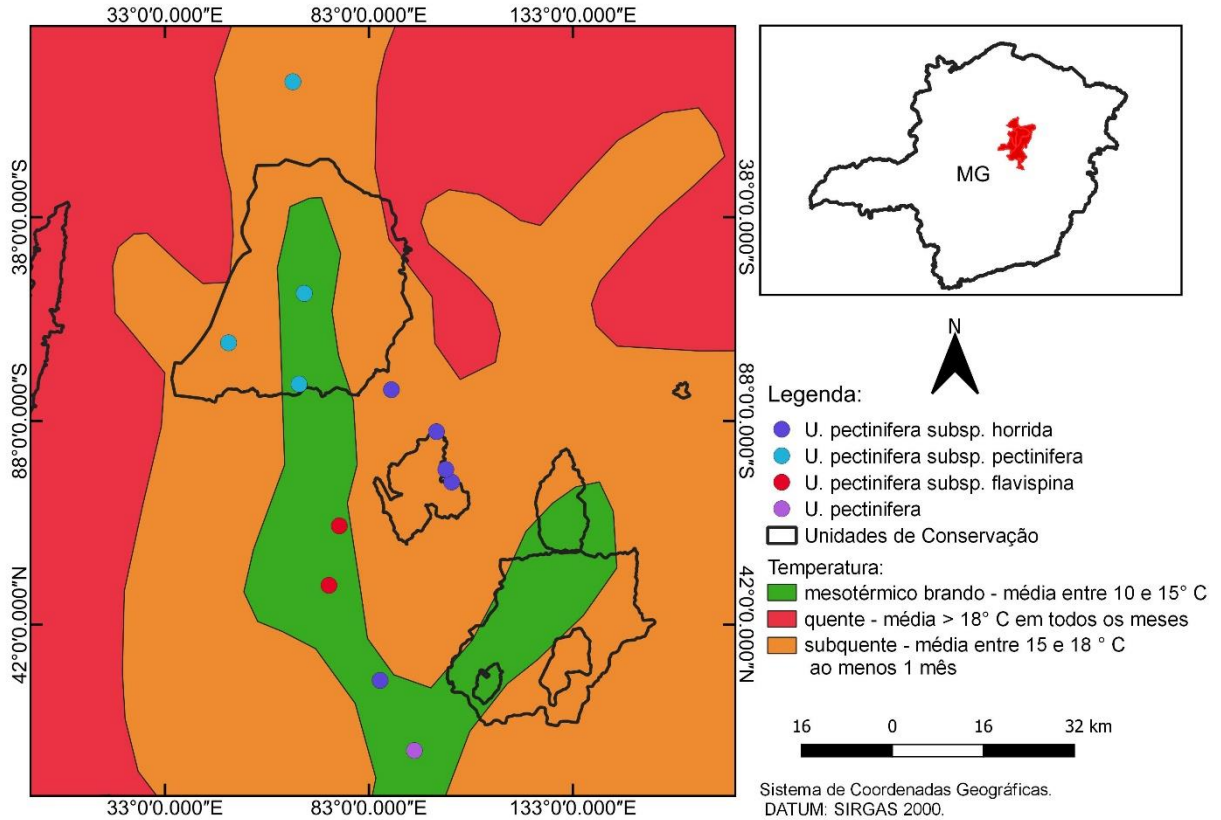 33°0'0.000"E 83°0'0.000"E 133°0'0.000"E
38°0'0.000"S
88°0'0.000"S
42°0'0.000"N
38°0'0.000"S
88°0'0.000"S
42°0'0.000"N
33°0'0.000"E 83°0'0.000"E 133°0'0.000"E
MG
N
Legenda:
U. pectinifera subsp. horrida
U. pectinifera subsp. pectinifera
U. pectinifera subsp. flavispina
U. pectinifera
Unidades de Conservação
Temperatura:
mesotérmico brando - média entre 10 e 15° C
quente - média > 18° C em todos os meses
subquente - média entre 15 e 18 ° C
ao menos 1 mês
16 0 16 32 km
Sistema de Coordenadas Geográficas.
DATUM: SIRGAS 2000.